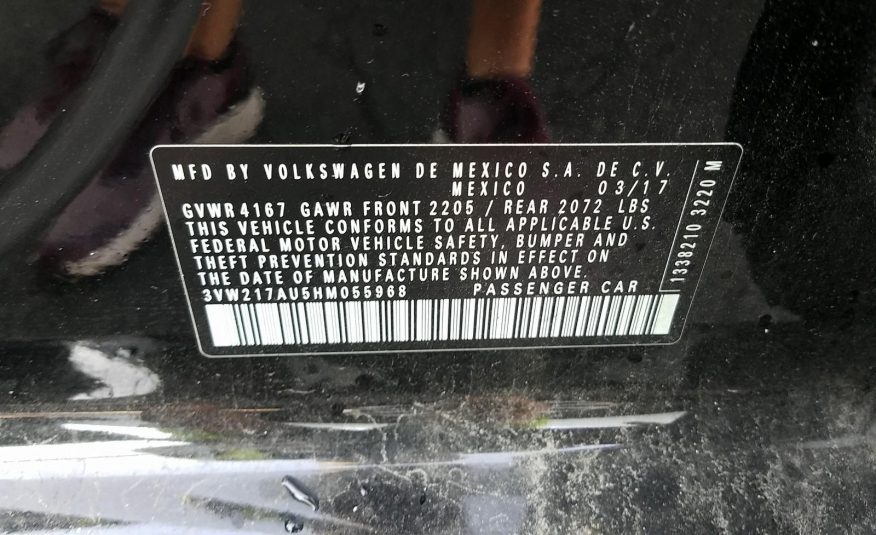 MFD BY VOLKSWAGEN DE MEXICO S.A. DE C.V.
MEXICO 03/17
GVWR 4167 GAWR FRONT 2205 / REAR 2072 LBS
THIS VEHICLE CONFORMS TO ALL APPLICABLE U.S.
FEDERAL MOTOR VEHICLE SAFETY, BUMPER AND
THEFT PREVENTION STANDARDS IN EFFECT ON
THE DATE OF MANUFACTURE SHOWN ABOVE.
3VW217AU5HM055968 PASSENGER CAR
1338210 3220 M